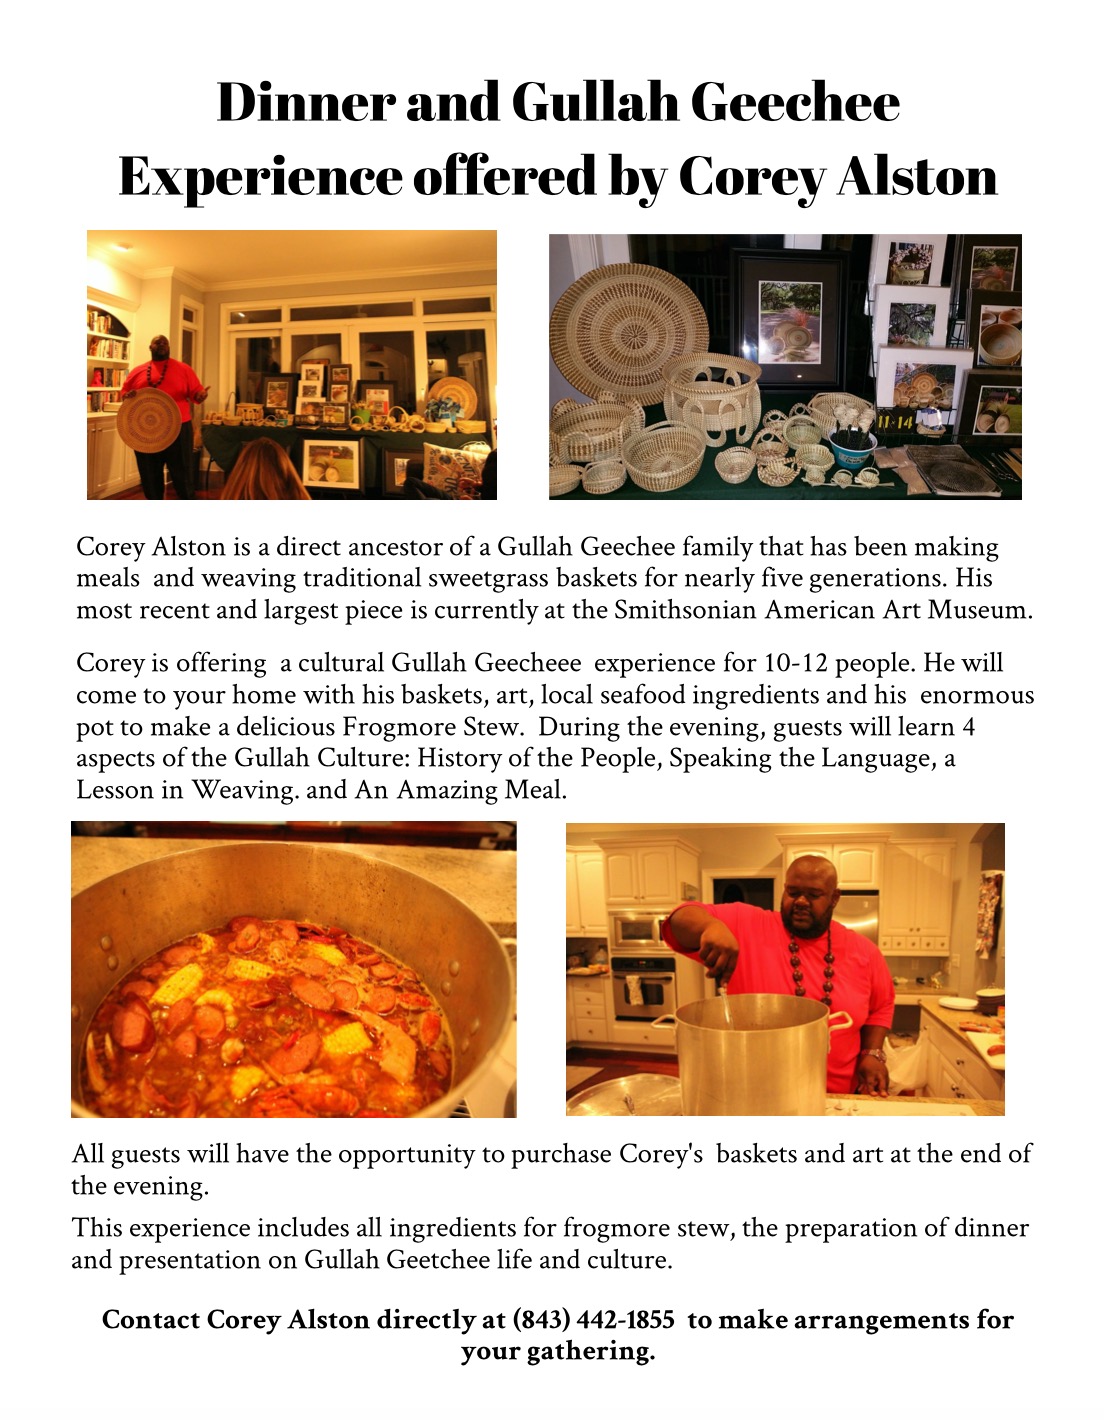 Dinner and Gullah Geechee
Experience offered by Corey Alston
11-14
Corey Alston is a direct ancestor of a Gullah Geechee family that has been making
meals  and weaving traditional sweetgrass baskets for nearly five generations. His
most recent and largest piece is currently at the Smithsonian American Art Museum.
Corey is offering  a cultural Gullah Geecheee  experience for 10-12 people. He will
come to your home with his baskets, art, local seafood ingredients and his  enormous
pot to make a delicious Frogmore Stew.  During the evening, guests will learn 4
aspects of the Gullah Culture: History of the People, Speaking the Language, a
Lesson in Weaving. and An Amazing Meal.
All guests will have the opportunity to purchase Corey's  baskets and art at the end of
the evening.
This experience includes all ingredients for frogmore stew, the preparation of dinner
and presentation on Gullah Geetchee life and culture.
Contact Corey Alston directly at (843) 442-1855  to make arrangements for
your gathering.